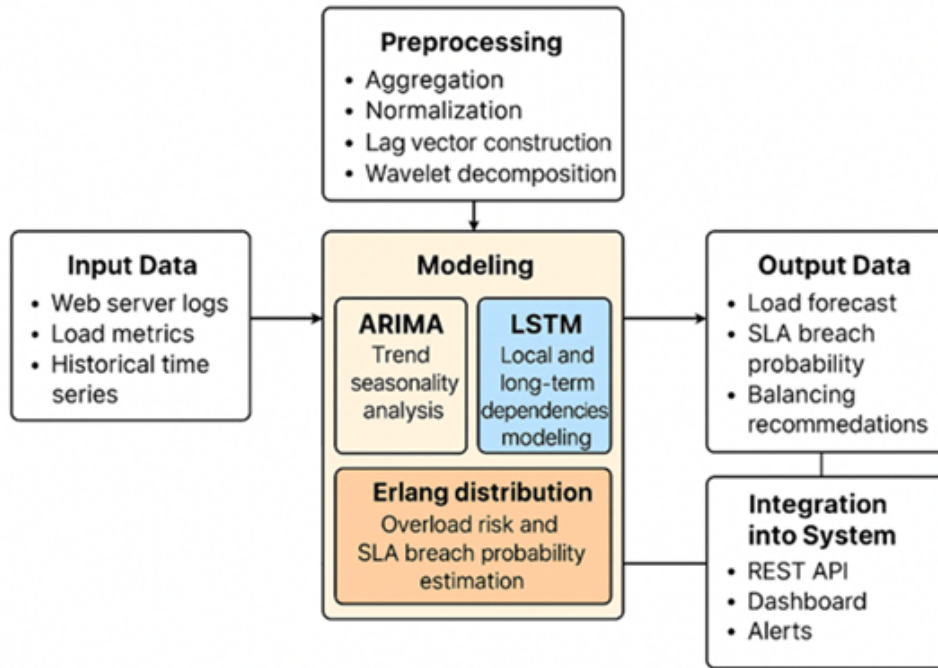 Preprocessing
• Aggregation
• Normalization
• Lag vector construction
• Wavelet decomposition
Input Data
• Web server logs
• Load metrics
• Historical time
series
Modeling
ARIMA
Trend
seasonality
analysis
LSTM
Local and
long-term
dependencies
modeling
Erlang distribution
Overload risk and
SLA breach probability
estimation
Output Data
• Load forecast
• SLA breach
probability
• Balancing
recommedations
Integration
into System
• REST API
• Dashboard
• Alerts